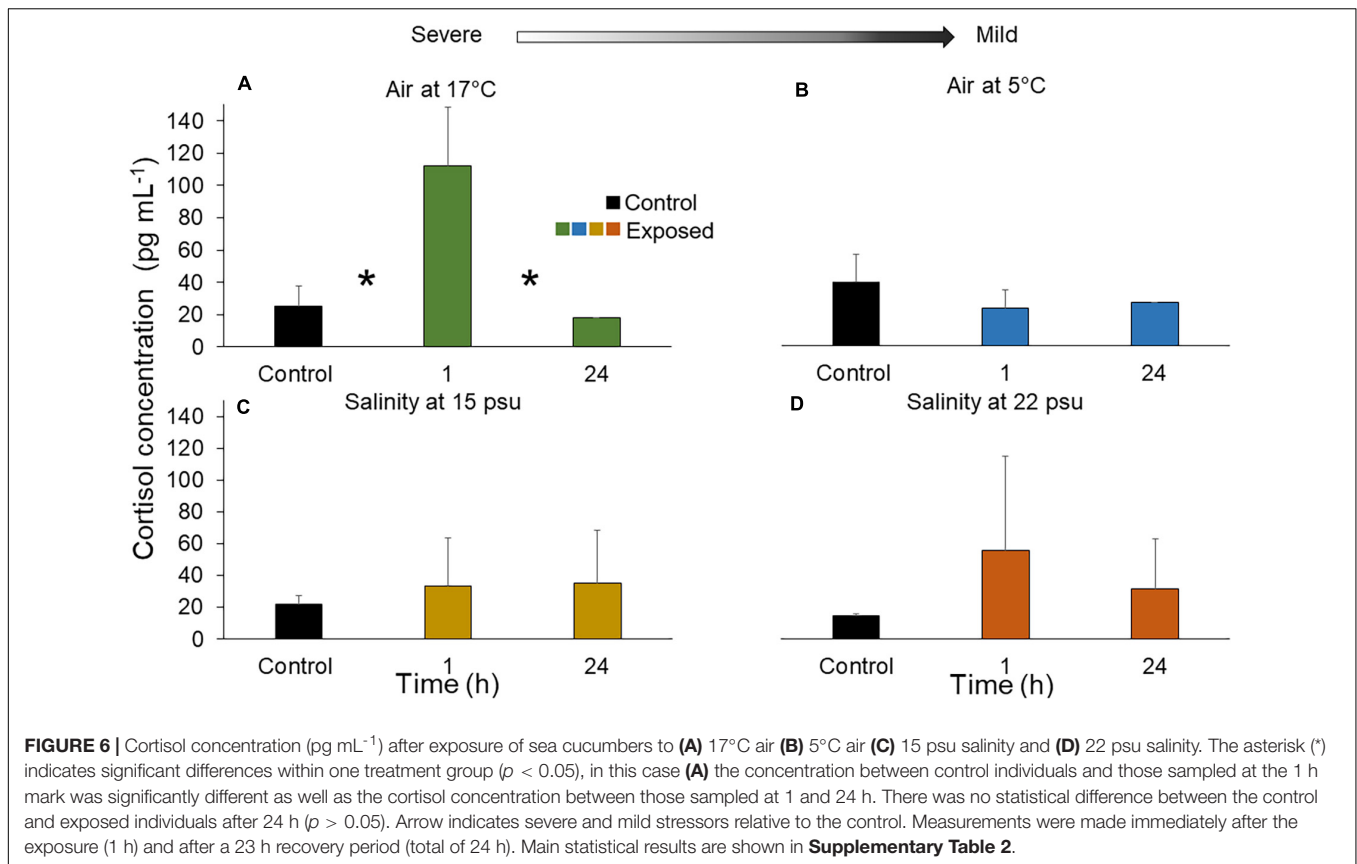 Severe Mild
A Air at 17°C
B Air at 5°C
Cortisol concentration (pg mL-1)
140
120
100
80
60
40
20
0
Control
Exposed
* *
Control 1 24
Control 1 24
C Salinity at 15 psu
D Salinity at 22 psu
140
120
100
80
60
40
20
0
Control 1 24
Time (h)
Control 1 24
Time (h)
FIGURE 6 | Cortisol concentration (pg mL-1) after exposure of sea cucumbers to (A) 17°C air (B) 5°C air (C) 15 psu salinity and (D) 22 psu salinity. The asterisk (*)
indicates significant differences within one treatment group (p < 0.05), in this case (A) the concentration between control individuals and those sampled at the 1 h
mark was significantly different as well as the cortisol concentration between those sampled at 1 and 24 h. There was no statistical difference between the control
and exposed individuals after 24 h (p > 0.05). Arrow indicates severe and mild stressors relative to the control. Measurements were made immediately after the
exposure (1 h) and after a 23 h recovery period (total of 24 h). Main statistical results are shown in Supplementary Table 2.